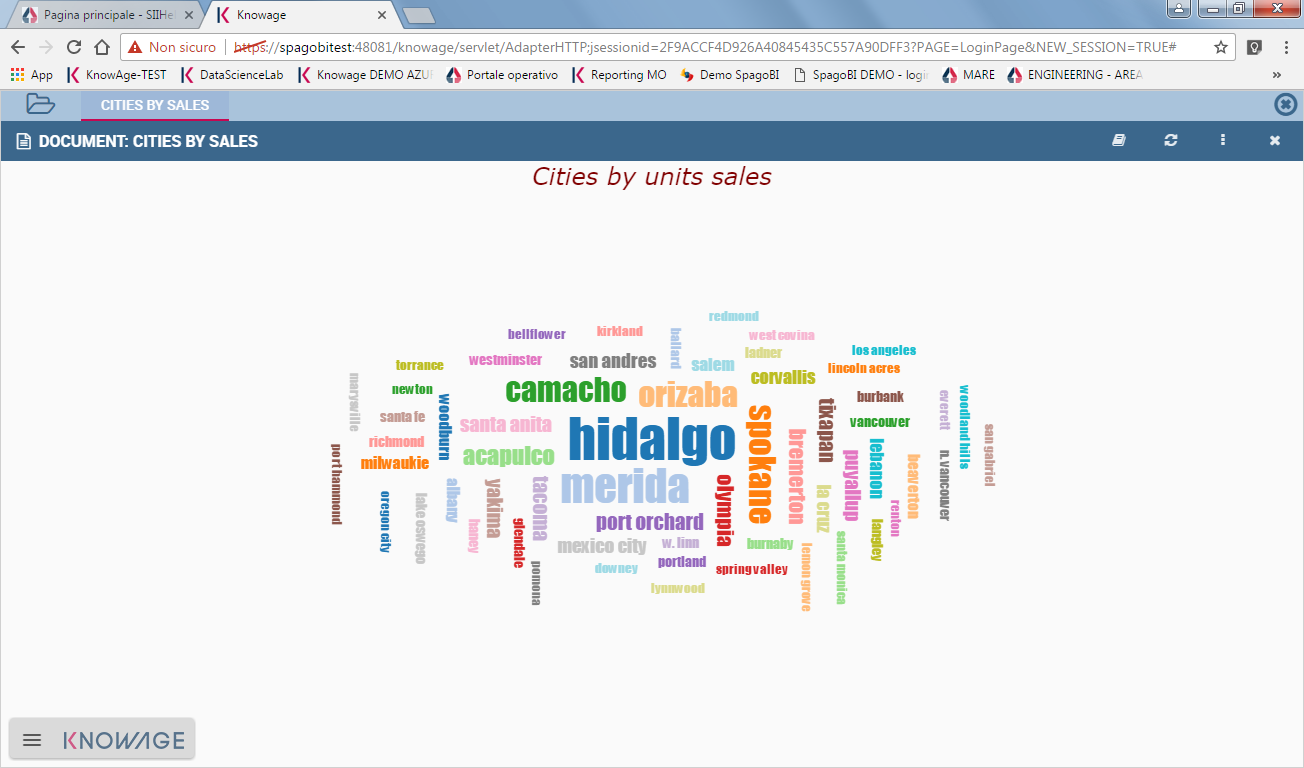 Pagina principale - SIIHe
Knowage
Non sicuro
https://spagobitest:48081/knowage/servlet/AdapterHTTP;jsessionid=2F9ACCF4D926A40845435C557A90DFF3?PAGE=LoginPage&NEW_SESSION=TRUE#
App
KnowAge-TEST
DataScienceLab
Knowage DEMO AZU
Portale operativo
Reporting MO
Demo SpagoBI
SpagoBI DEMO - logi
MARE
ENGINEERING - AREA
»
CITIES BY SALES
DOCUMENT: CITIES BY SALES
Cities by units sales
redmond
bellflower
kirkland
ballard
west covina
ladner
los angeles
torrance
westminster
san andres
salem
corvallis
lincoln acres
marysville
newton
camacho
orizaba
burbank
everett
woodland hills
santa fe
woodburn
santa anita
hidalgo
spokane
tixapan
vancouver
san gabriel
richmond
bremerton
lebanon
port hammond
milwaukie
acapulco
merida
puyallup
beaverton
n. vancouver
oregon city
lake oswego
albany
yakima
tacoma
olympia
la cruz
renton
haney
glendale
port orchard
langley
mexico city
w. linn
burnaby
santa monica
pomona
downey
portland
spring valley
lemon grove
lynnwood
KNOWAGE